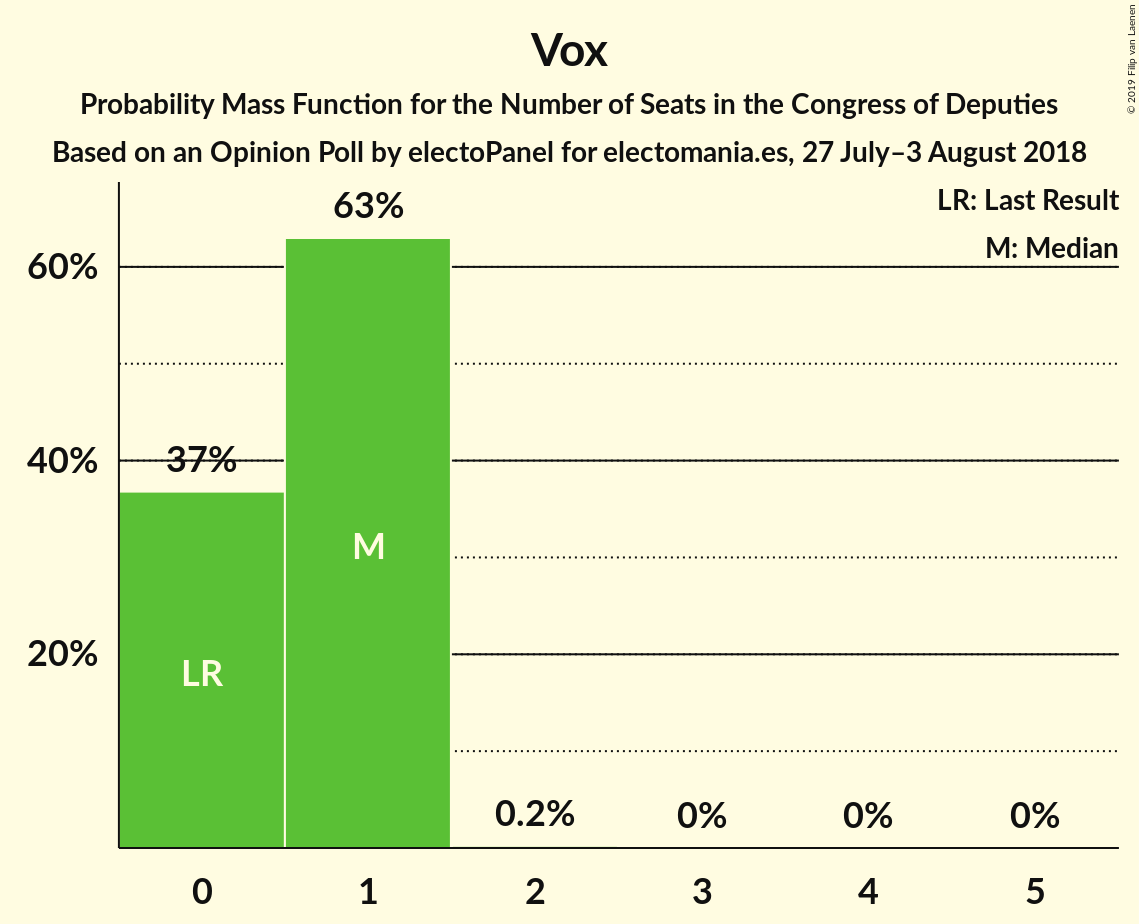 Vox
Probability Mass Function for the Number of Seats in the Congress of Deputies
Based on an Opinion Poll by electoPanel for electomania.es, 27 July–3 August 2018
© 2019 Filip van Laenen
LR: Last Result
M: Median
63%
60%
40%
37%
M
LR
20%
0.2%
0%
0%
0%
0
1
2
3
4
5